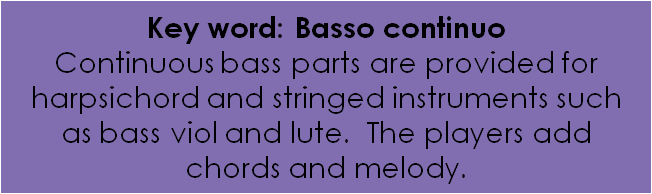 Key word: Basso continuo
Continuous bass parts are provided for
harpsichord and stringed instruments such
as bass viol and lute. The players add
chords and melody.